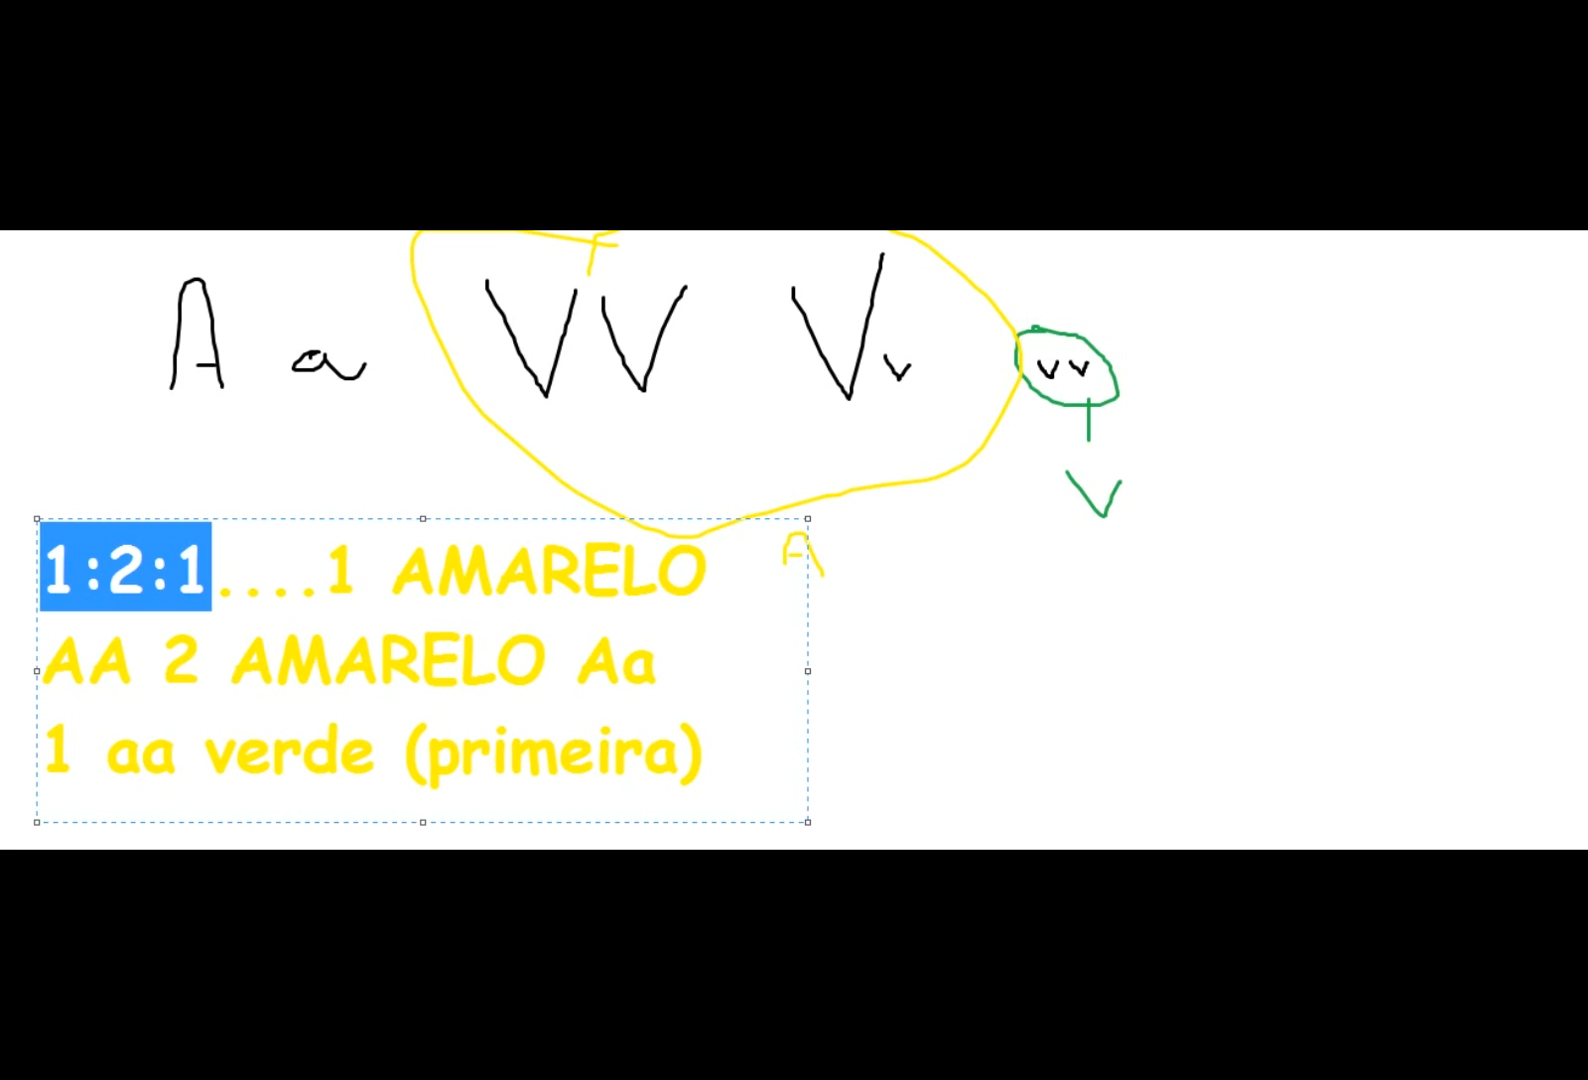 A a VV Vv vv
V
A
1:2:1....1 AMARELO
AA 2 AMARELO Aa
1 aa verde (primeira)